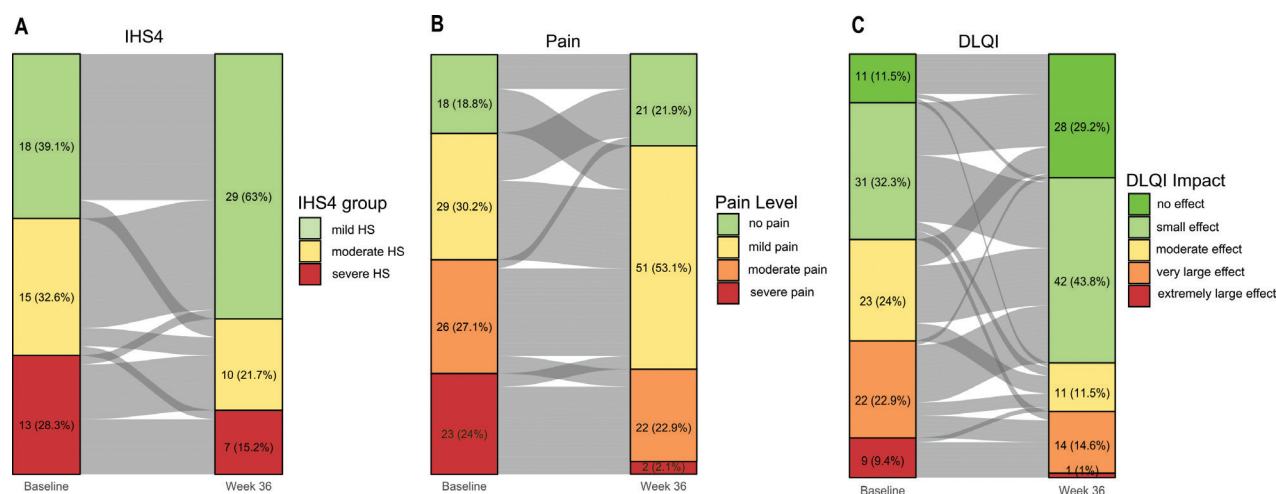 A
IHS4
18 (39.1%)
15 (32.6%)
13 (28.3%)
29 (63%)
10 (21.7%)
7 (15.2%)
Baseline
Week 36
IHS4 group
mild HS
moderate HS
severe HS
B
Pain
18 (18.8%)
29 (30.2%)
26 (27.1%)
23 (24%)
21 (21.9%)
51 (53.1%)
22 (22.9%)
2 (2.1%)
Baseline
Week 36
Pain Level
no pain
mild pain
moderate pain
severe pain
C
DLQI
11 (11.5%)
31 (32.3%)
23 (24%)
22 (22.9%)
9 (9.4%)
28 (29.2%)
42 (43.8%)
11 (11.5%)
14 (14.6%)
1 (1%)
Baseline
Week 36
DLQI Impact
no effect
small effect
moderate effect
very large effect
extremely large effect